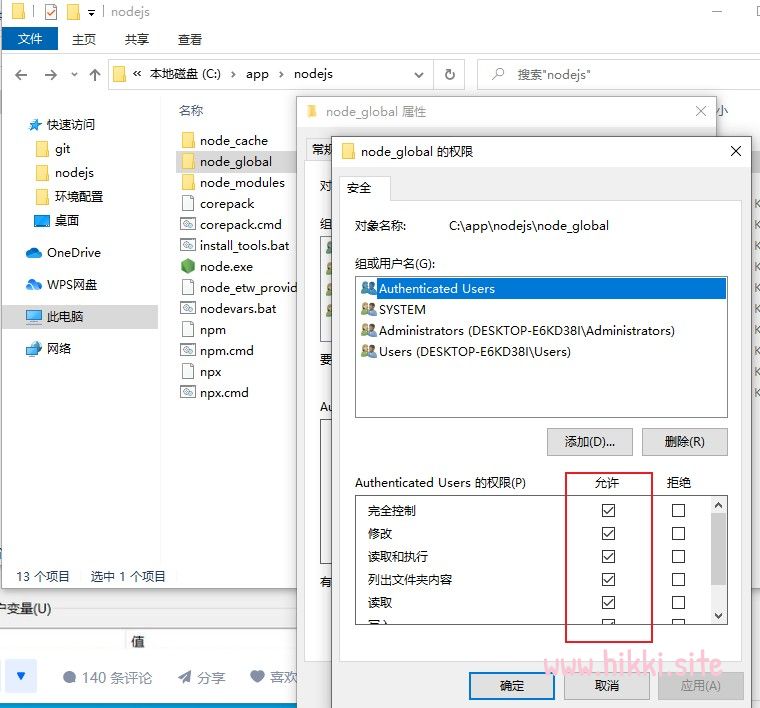 nodejs
文件 主页 共享 查看
« 本地磁盘 (C:) › app › nodejs
搜索"nodejs"
快速访问
git
nodejs
环境配置
桌面
OneDrive
WPS网盘
此电脑
网络
名称
node_cache
node_global
node_modules
corepack
corepack.cmd
install_tools.bat
node.exe
node_etw_provid
nodevars.bat
npm
npm.cmd
npx
npx.cmd
13 个项目 选中 1 个项目
node_global 属性
小
常规
对
组
要
Au
有
node_global 的权限
安全
对象名称: C:\app\nodejs\node_global
组或用户名(G):
Authenticated Users
SYSTEM
Administrators (DESKTOP-E6KD38I\Administrators)
Users (DESKTOP-E6KD38I\Users)
添加(D)... 删除(R)
Authenticated Users 的权限(P) 允许 拒绝
完全控制
修改
读取和执行
列出文件夹内容
读取
确定 取消 应用(A)
户变量(U)
值
140 条评论 分享 喜欢
www.hikki.site